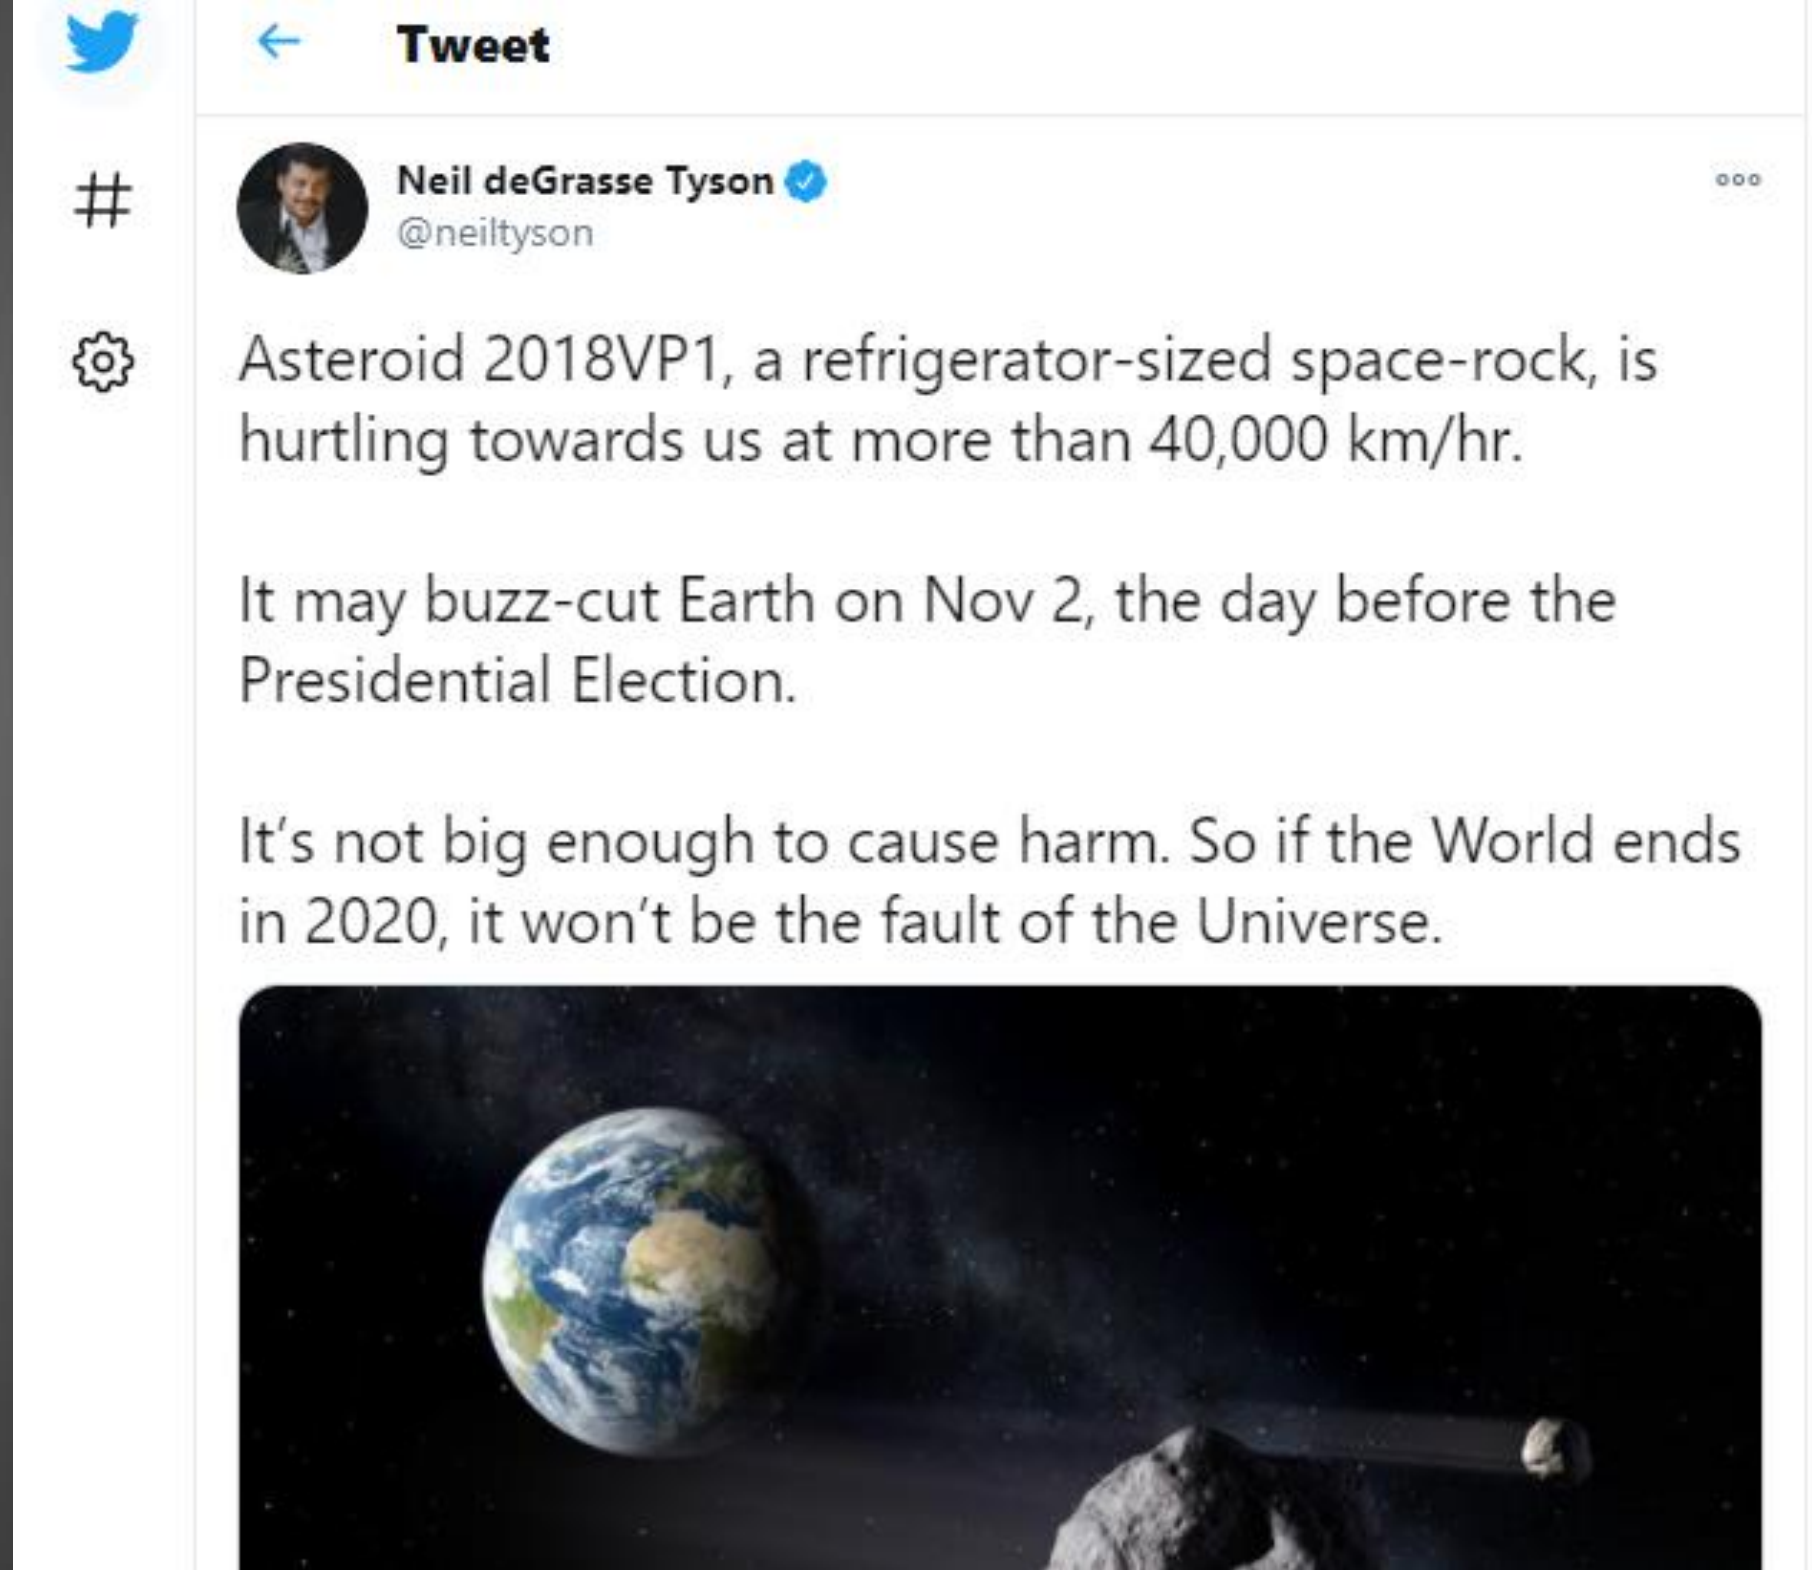 Tweet
Neil deGrasse Tyson
@neiltyson
Asteroid 2018VP1, a refrigerator-sized space-rock, is
hurtling towards us at more than 40,000 km/hr.
It may buzz-cut Earth on Nov 2, the day before the
Presidential Election.
It’s not big enough to cause harm. So if the World ends
in 2020, it won’t be the fault of the Universe.